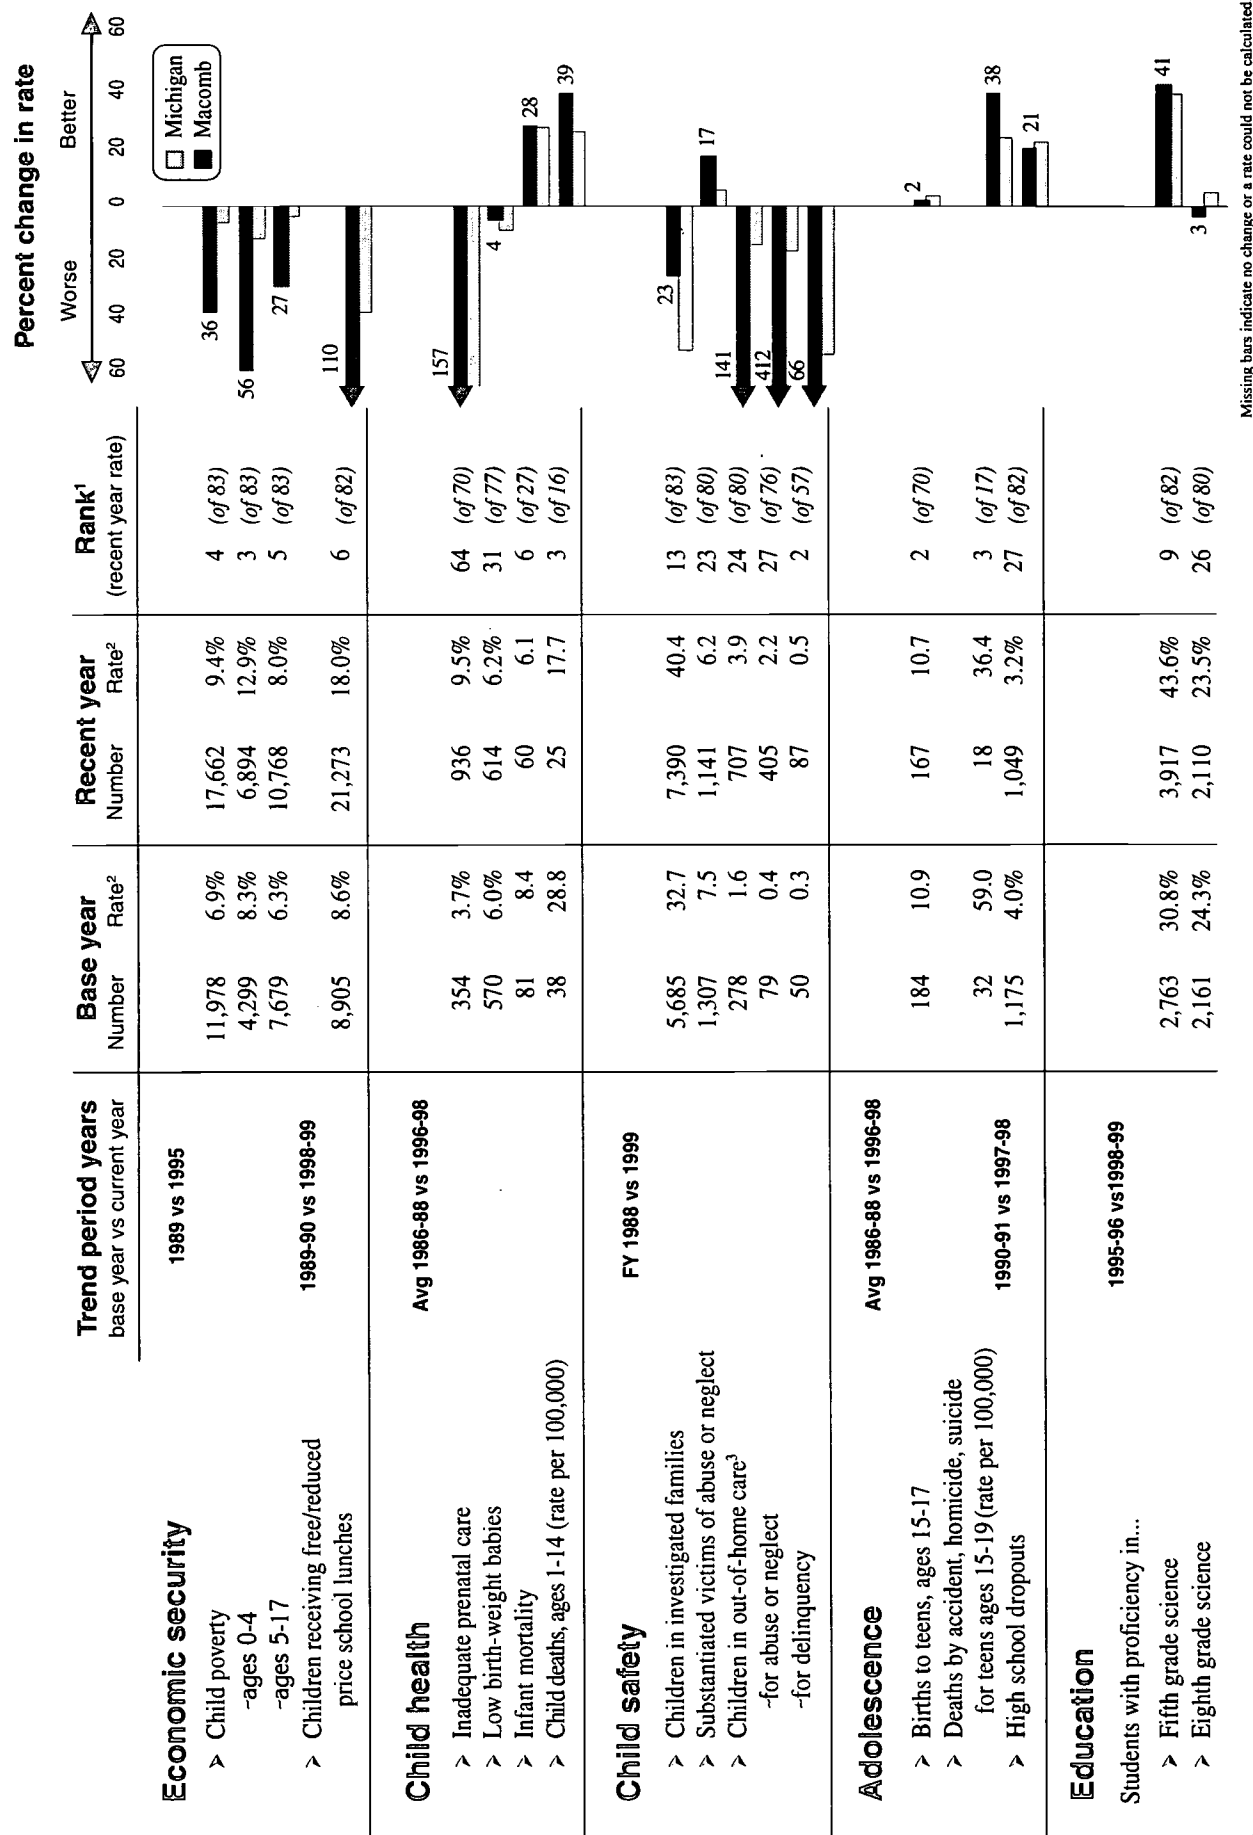 Percent change in rate
Worse Better
60 40 20 0 20 40 60
Michigan
Macomb
Trend period years Base year Recent year Rank¹
base year vs current year Number Rate² Number Rate² (recent year rate)
Economic security
1989 vs 1995
➢ Child poverty 11,978 6.9% 17,662 9.4% 4 (of 83) 36
~ages 0-4 4,299 8.3% 6,894 12.9% 3 (of 83) 56
~ages 5-17 7,679 6.3% 10,768 8.0% 5 (of 83) 27
➢ Children receiving free/reduced 1989-90 vs 1998-99
price school lunches 8,905 8.6% 21,273 18.0% 6 (of 82) 110
Child health
Avg 1986-88 vs 1996-98
➢ Inadequate prenatal care 354 3.7% 936 9.5% 64 (of 70) 157
➢ Low birth-weight babies 570 6.0% 614 6.2% 31 (of 77) 4
➢ Infant mortality 81 8.4 60 6.1 6 (of 27) 28
➢ Child deaths, ages 1-14 (rate per 100,000) 38 28.8 25 17.7 3 (of 16) 39
Child safety
FY 1988 vs 1999
➢ Children in investigated families 5,685 32.7 7,390 40.4 13 (of 83) 23
➢ Substantiated victims of abuse or neglect 1,307 7.5 1,141 6.2 23 (of 80) 17
➢ Children in out-of-home care³ 278 1.6 707 3.9 24 (of 80) 141
~for abuse or neglect 79 0.4 405 2.2 27 (of 76) 412
~for delinquency 50 0.3 87 0.5 2 (of 57) 66
Adolescence
Avg 1986-88 vs 1996-98
➢ Births to teens, ages 15-17 184 10.9 167 10.7 2 (of 70) 2
➢ Deaths by accident, homicide, suicide
for teens ages 15-19 (rate per 100,000) 32 59.0 18 36.4 3 (of 17) 38
➢ High school dropouts 1990-91 vs 1997-98 1,175 4.0% 1,049 3.2% 27 (of 82) 21
Education
Students with proficiency in... 1995-96 vs1998-99
➢ Fifth grade science 2,763 30.8% 3,917 43.6% 9 (of 82) 41
➢ Eighth grade science 2,161 24.3% 2,110 23.5% 26 (of 80) 3
Missing bars indicate no change or a rate could not be calculated